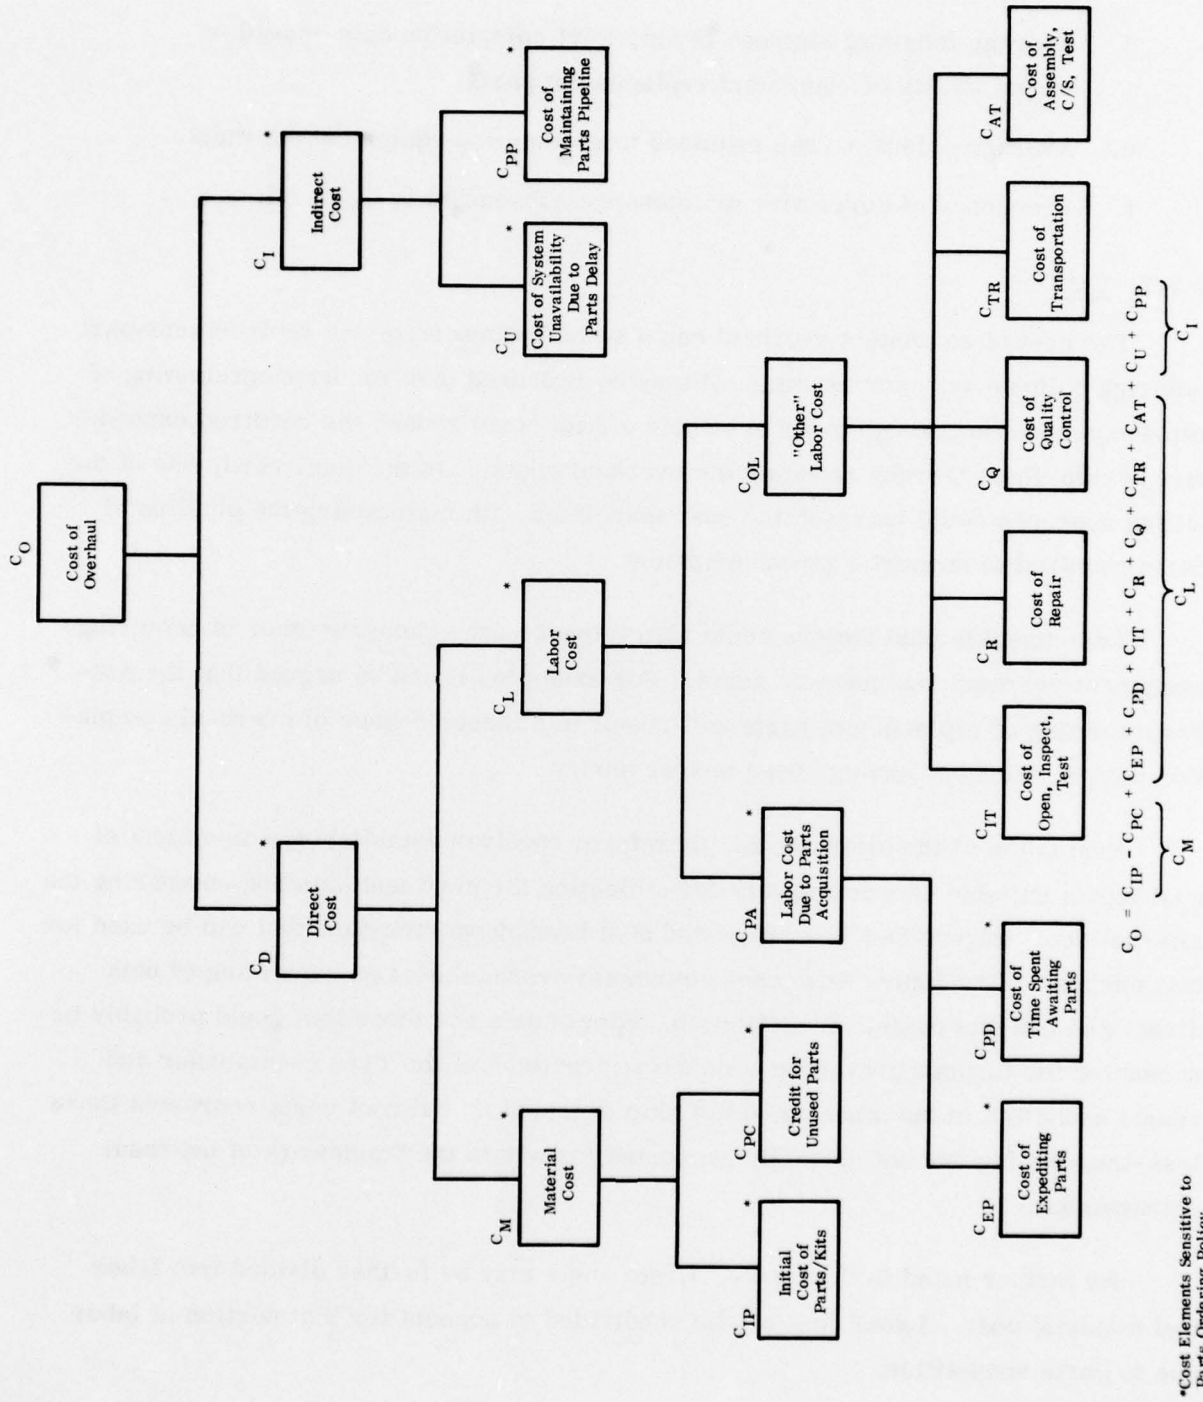 C_O
Cost of
Overhaul
C_D
*
Direct
Cost
C_I
*
Indirect
Cost
C_M
*
Material
Cost
C_L
*
Labor
Cost
C_U
*
Cost of System
Unavailability
Due to
Parts Delay
C_PP
*
Cost of
Maintaining
Parts Pipeline
C_IP
*
Initial
Cost of
Parts/Kits
C_PC
*
Credit for
Unused Parts
C_PA
*
Labor Cost
Due to Parts
Acquisition
C_OL
"Other"
Labor Cost
C_EP
*
Cost of
Expediting
Parts
C_PD
*
Cost of
Time Spent
Awaiting
Parts
C_IT
Cost of
Open, Inspect,
Test
C_R
Cost of
Repair
C_Q
Cost of
Quality
Control
C_TR
Cost of
Transportation
C_AT
Cost of
Assembly,
C/S, Test
C_O = C_IP - C_PC + C_EP + C_PD + C_IT + C_R + C_Q + C_TR + C_AT + C_U + C_PP
C_M C_L C_I
*Cost Elements Sensitive to
Parts Ordering Policy